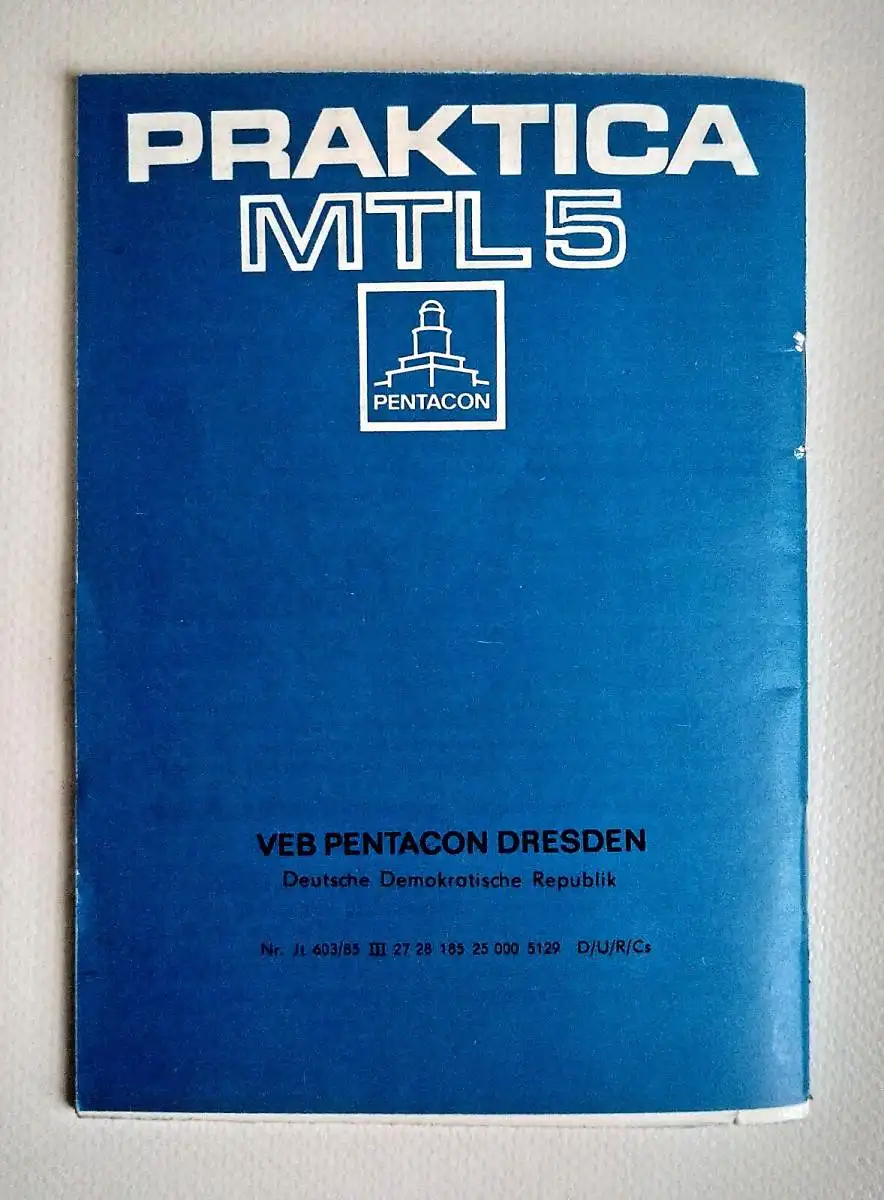 PRAKTICA
MTL5
PENTACON
VEB PENTACON DRESDEN
Deutsche Demokratische Republik
Nr. Jt 603/85 III 27 28 185 25 000 5129 D/U/R/Cs